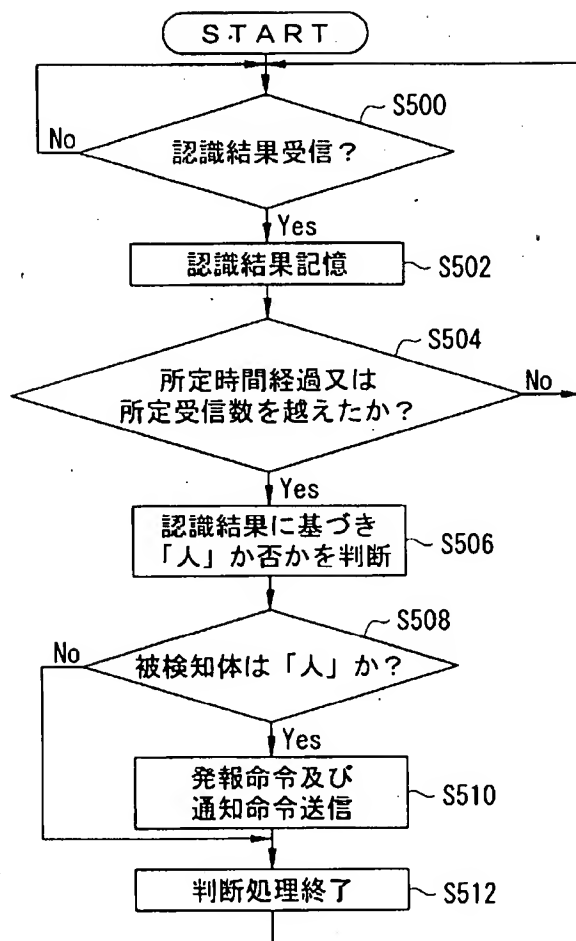 START
S500
認識結果受信?
No
Yes
認識結果記憶
S502
S504
所定時間経過又は
所定受信数を越えたか?
No
Yes
認識結果に基づき
「人」か否かを判断
S506
S508
被検知体は「人」か?
No
Yes
発報命令及び
通知命令送信
S510
判断処理終了
S512